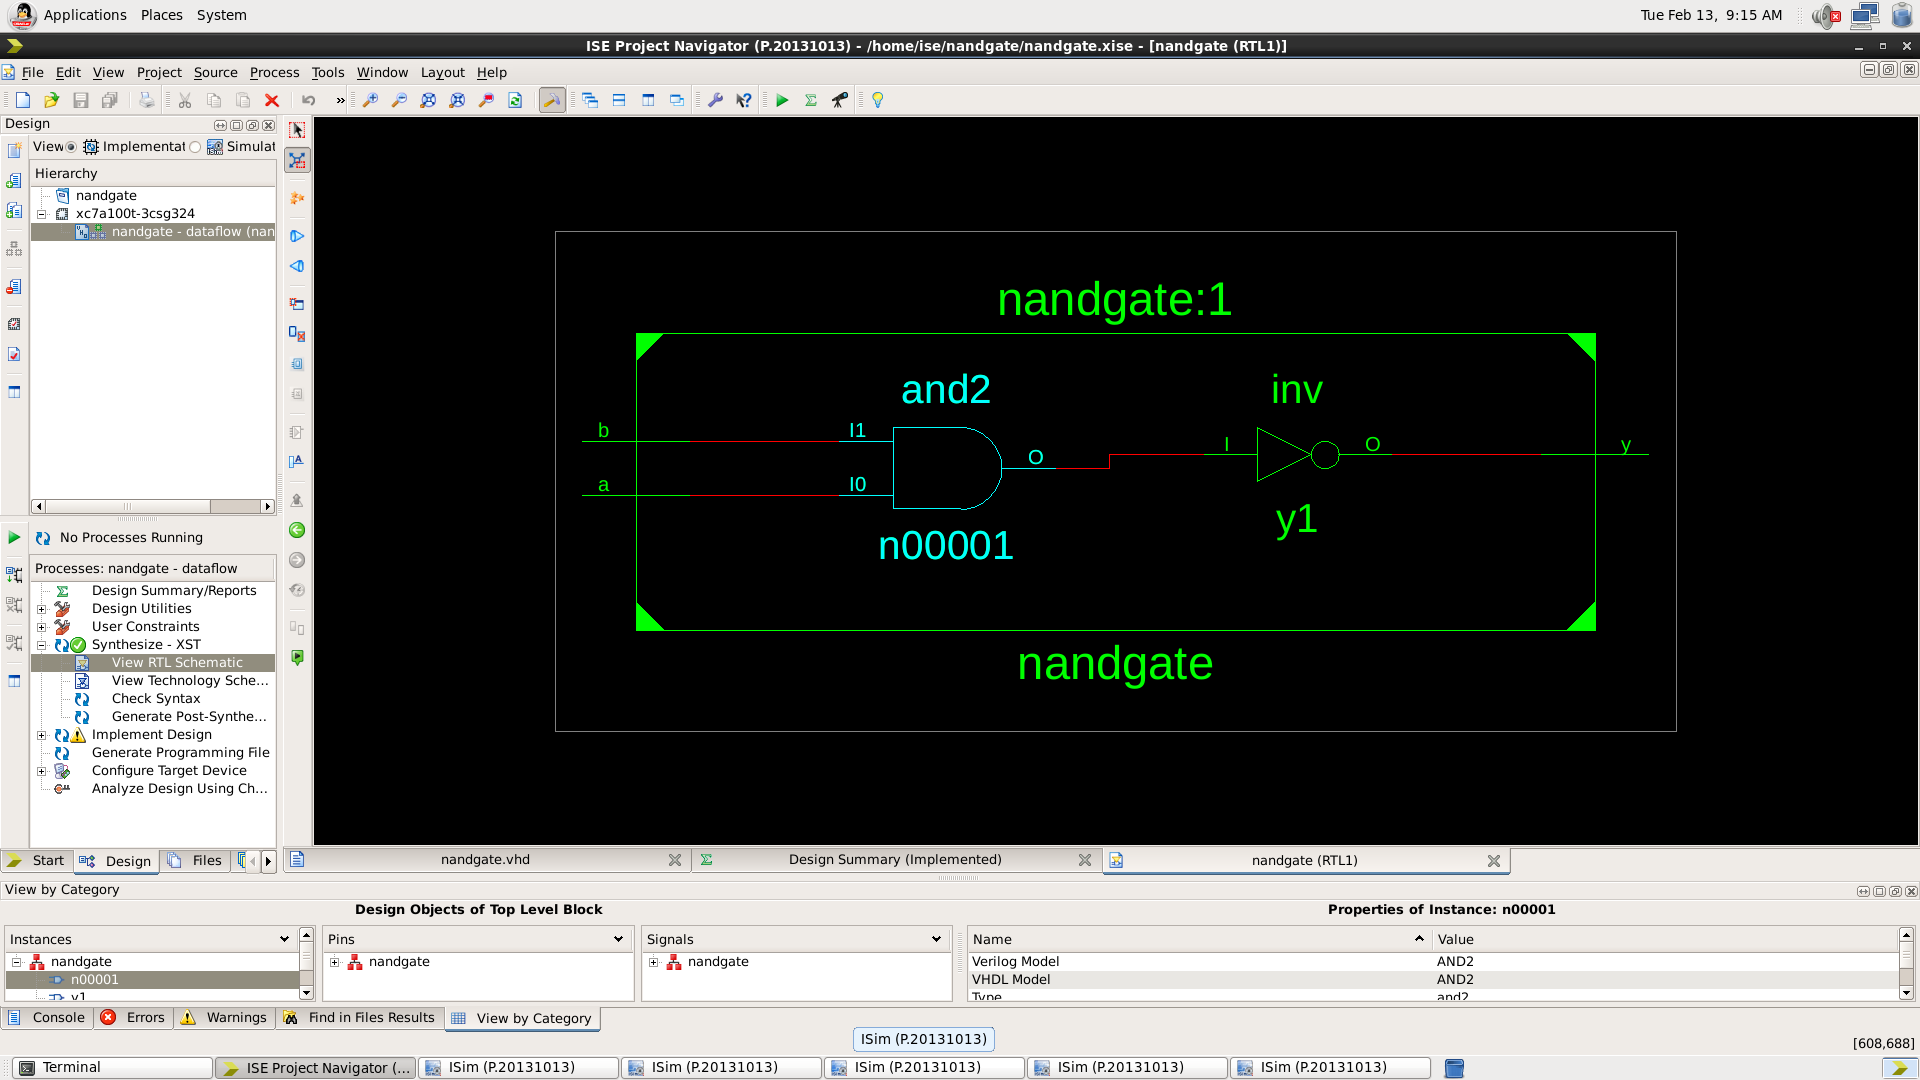 Applications Places System
Tue Feb 13, 9:15 AM
ISE Project Navigator (P.20131013) - /home/ise/nandgate/nandgate.xise - [nandgate (RTL1)]
File Edit View Project Source Process Tools Window Layout Help
»
Design
View Implementat Simulat
Hierarchy
nandgate
xc7a100t-3csg324
nandgate - dataflow (nan
No Processes Running
Processes: nandgate - dataflow
Design Summary/Reports
Design Utilities
User Constraints
Synthesize - XST
View RTL Schematic
View Technology Sche...
Check Syntax
Generate Post-Synthe...
Implement Design
Generate Programming File
Configure Target Device
Analyze Design Using Ch...
Start Design Files
nandgate:1
and2
inv
b
I1
O
I
O
y
a
I0
n00001
y1
nandgate
nandgate.vhd
Design Summary (Implemented)
nandgate (RTL1)
View by Category
Design Objects of Top Level Block
Properties of Instance: n00001
Instances
nandgate
n00001
y1
Pins
nandgate
Signals
nandgate
Name Value
Verilog Model AND2
VHDL Model AND2
Type and2
Console Errors Warnings Find in Files Results View by Category
ISim (P.20131013)
[608,688]
Terminal
ISE Project Navigator (...
ISim (P.20131013)
ISim (P.20131013)
ISim (P.20131013)
ISim (P.20131013)
ISim (P.20131013)